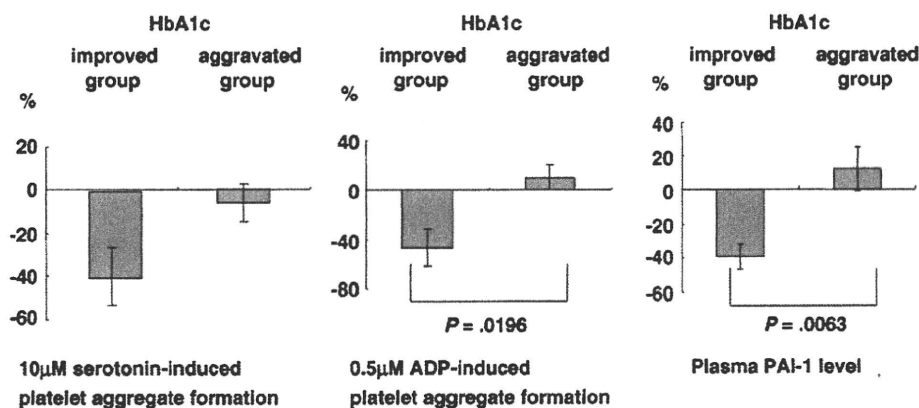 HbA1c
improved aggravated
group group
%
20
0
-20
-40
-60
10μM serotonin-induced
platelet aggregate formation
HbA1c
improved aggravated
group group
%
40
0
-40
-80
P = .0196
0.5μM ADP-induced
platelet aggregate formation
HbA1c
improved aggravated
group group
%
40
20
0
-20
-40
-60
P = .0063
Plasma PAI-1 level